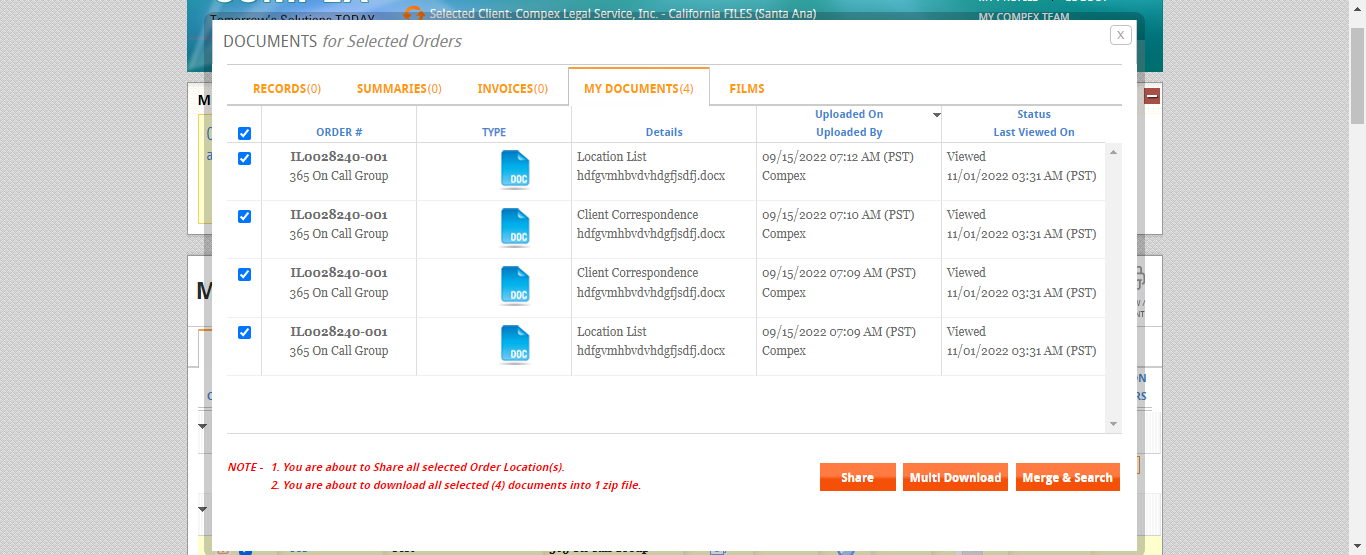 Tomorrow's Solutions TODAY
Selected Client: Compex Legal Service, Inc. - California FILES (Santa Ana)
MY COMPEX TEAM
DOCUMENTS for Selected Orders
X
RECORDS(0) SUMMARIES(0) INVOICES(0) MY DOCUMENTS(4) FILMS
Uploaded On Status
ORDER # TYPE Details Uploaded By Last Viewed On
IL0028240-001 Location List 09/15/2022 07:12 AM (PST) Viewed
365 On Call Group DOC hdfgvmhbvdvhdgfjsdfj.docx Compex 11/01/2022 03:31 AM (PST)
IL0028240-001 Client Correspondence 09/15/2022 07:10 AM (PST) Viewed
365 On Call Group DOC hdfgvmhbvdvhdgfjsdfj.docx Compex 11/01/2022 03:31 AM (PST)
IL0028240-001 Client Correspondence 09/15/2022 07:09 AM (PST) Viewed
365 On Call Group DOC hdfgvmhbvdvhdgfjsdfj.docx Compex 11/01/2022 03:31 AM (PST)
IL0028240-001 Location List 09/15/2022 07:09 AM (PST) Viewed
365 On Call Group DOC hdfgvmhbvdvhdgfjsdfj.docx Compex 11/01/2022 03:31 AM (PST)
NOTE - 1. You are about to Share all selected Order Location(s).
2. You are about to download all selected (4) documents into 1 zip file.
Share Multi Download Merge & Search